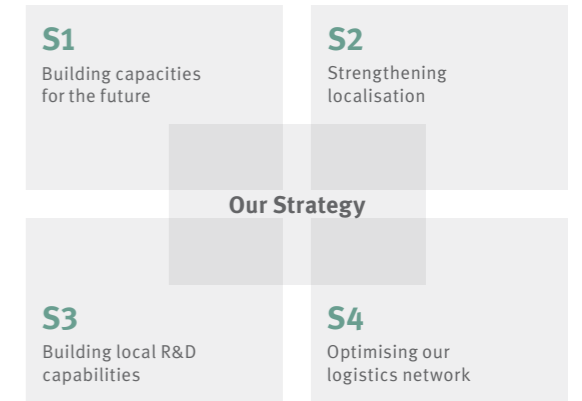 S1
Building capacities
for the future
S2
Strengthening
localisation
Our Strategy
S3
Building local R&D
capabilities
S4
Optimising our
logistics network